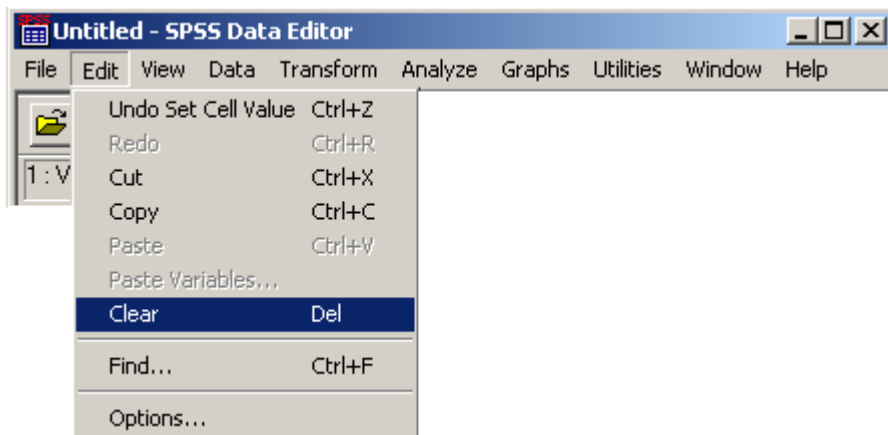 SPSS
Untitled - SPSS Data Editor
File Edit View Data Transform Analyze Graphs Utilities Window Help
Undo Set Cell Value Ctrl+Z
Redo Ctrl+R
1 : V
Cut Ctrl+X
Copy Ctrl+C
Paste Ctrl+V
Paste Variables...
Clear Del
Find... Ctrl+F
Options...